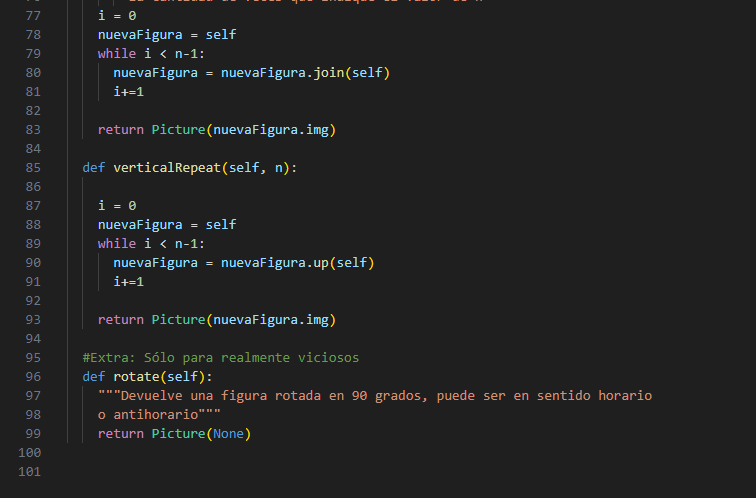 77 i = 0
78 nuevaFigura = self
79 while i < n-1:
80 nuevaFigura = nuevaFigura.join(self)
81 i+=1
82
83 return Picture(nuevaFigura.img)
84
85 def verticalRepeat(self, n):
86
87 i = 0
88 nuevaFigura = self
89 while i < n-1:
90 nuevaFigura = nuevaFigura.up(self)
91 i+=1
92
93 return Picture(nuevaFigura.img)
94
95 #Extra: Sólo para realmente viciosos
96 def rotate(self):
97 """Devuelve una figura rotada en 90 grados, puede ser en sentido horario
98 o antihorario"""
99 return Picture(None)
100
101